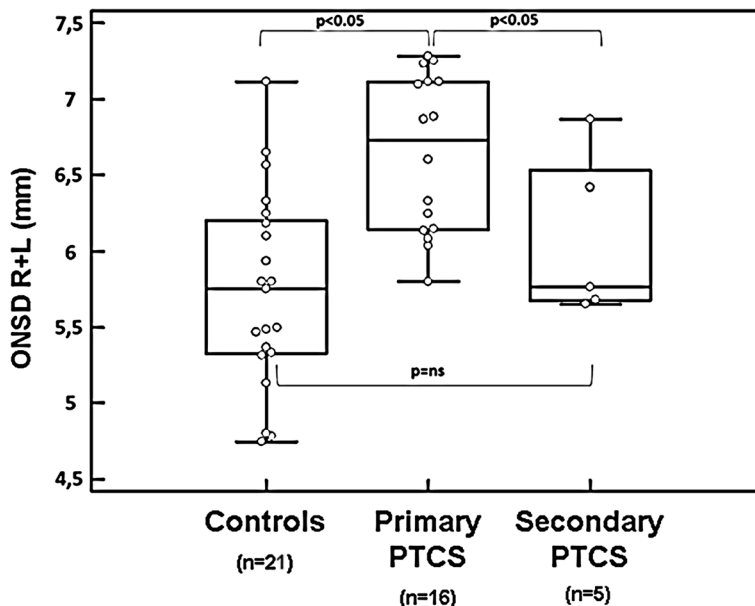 p<0.05 p<0.05
7,5
7
6,5
6
5,5
5
4,5
ONSD R+L (mm)
p=ns
Controls
(n=21)
Primary
PTCS
(n=16)
Secondary
PTCS
(n=5)